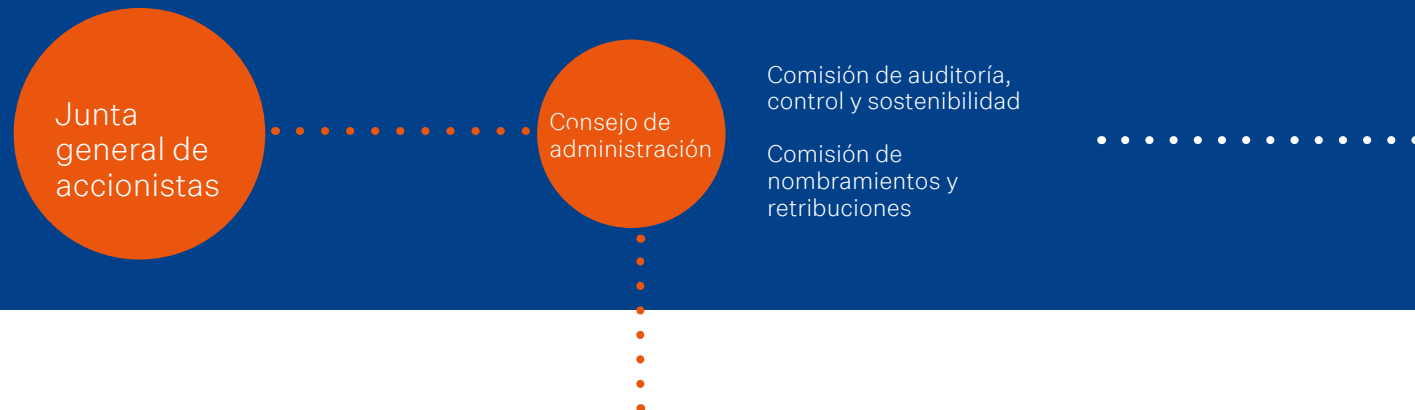 Junta
general de
accionistas
Consejo de
administración
Comisión de auditoría,
control y sostenibilidad
Comisión de
nombramientos y
retribuciones